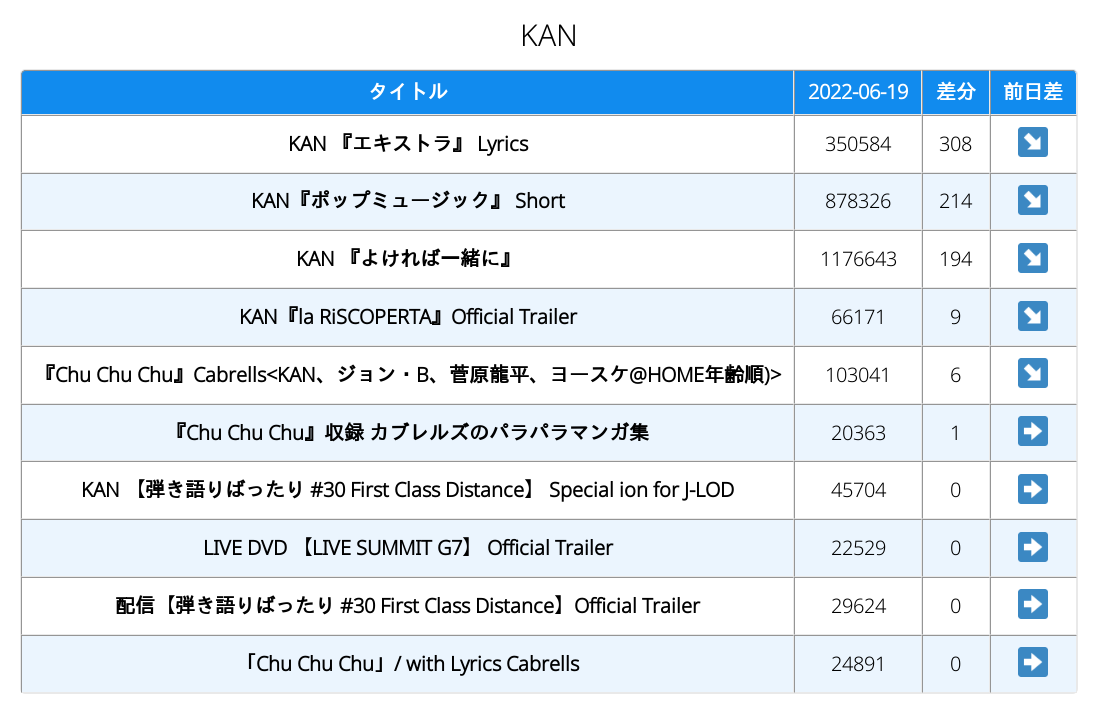 KAN
タイトル 2022-06-19 差分 前日差
KAN 『エキストラ』 Lyrics 350584 308 ↘
KAN『ポップミュージック』 Short 878326 214 ↘
KAN 『よければ一緒に』 1176643 194 ↘
KAN『la RiSCOPERTA』Official Trailer 66171 9 ↘
『Chu Chu Chu』Cabrells<KAN、ジョン・B、菅原龍平、ヨースケ@HOME年齢順)> 103041 6 ↘
『Chu Chu Chu』収録 カブレルズのパラパラマンガ集 20363 1 ➡
KAN 【弾き語りばったり #30 First Class Distance】 Special ion for J-LOD 45704 0 ➡
LIVE DVD 【LIVE SUMMIT G7】 Official Trailer 22529 0 ➡
配信【弾き語りばったり #30 First Class Distance】Official Trailer 29624 0 ➡
「Chu Chu Chu」/ with Lyrics Cabrells 24891 0 ➡